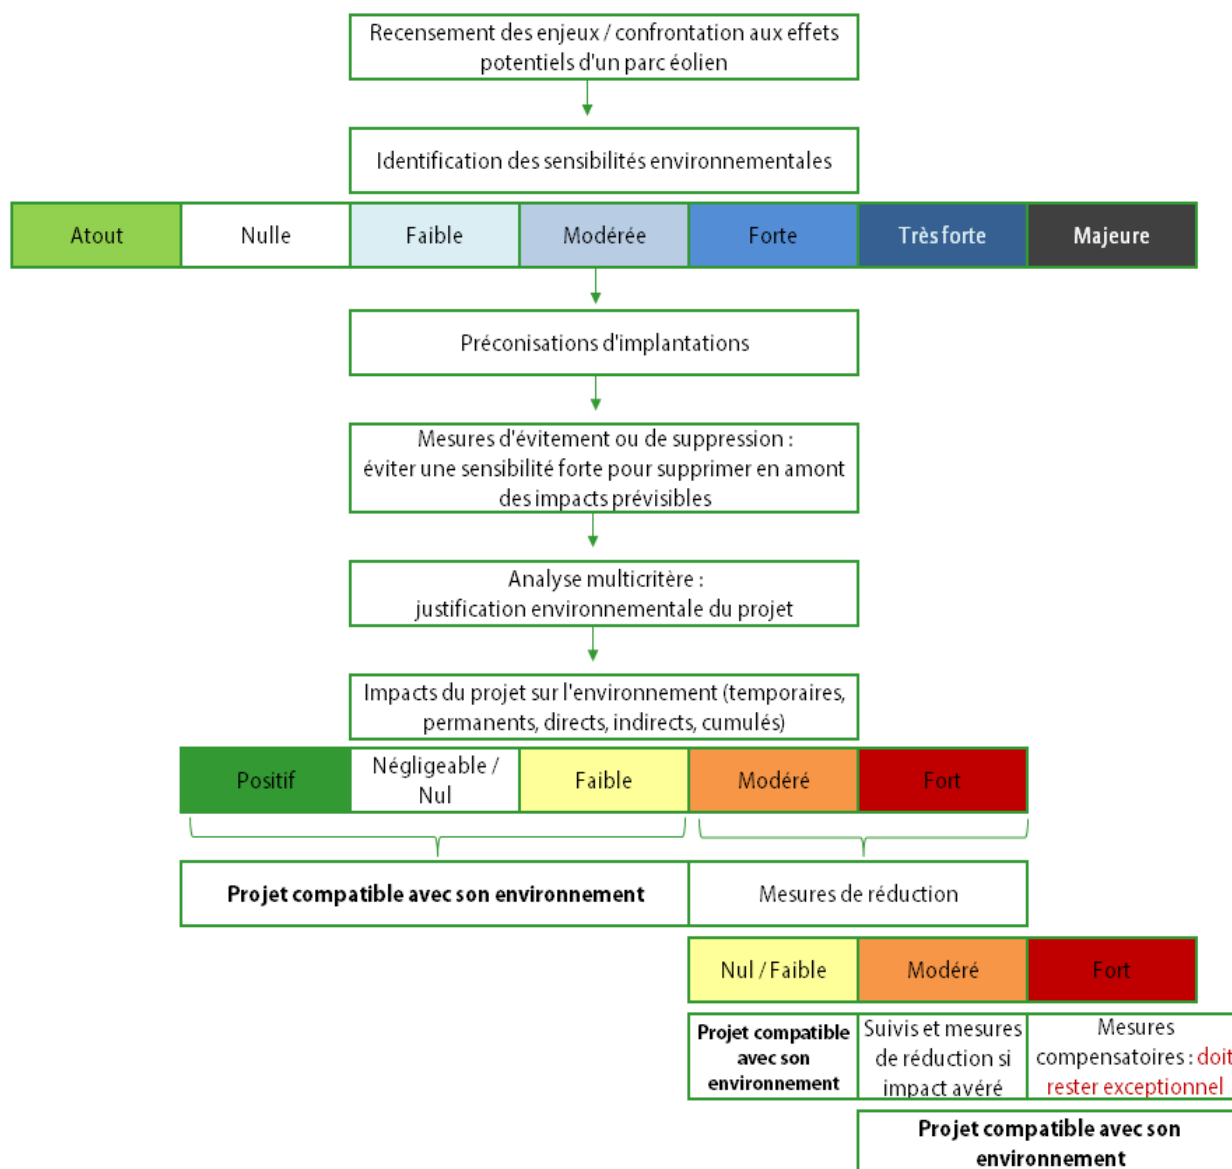 Recensement des enjeux / confrontation aux effets
potentiels d'un parc éolien
Identification des sensibilités environnementales
Atout Nulle Faible Modérée Forte Très forte Majeure
Préconisations d'implantations
Mesures d'évitement ou de suppression :
éviter une sensibilité forte pour supprimer en amont
des impacts prévisibles
Analyse multicritère :
justification environnementale du projet
Impacts du projet sur l'environnement (temporaires,
permanents, directs, indirects, cumulés)
Positif Négligeable / Nul Faible Modéré Fort
Projet compatible avec son environnement Mesures de réduction
Nul / Faible Modéré Fort
Projet compatible
avec son
environnement
Suivis et mesures
de réduction si
impact avéré
Mesures
compensatoires : doit
rester exceptionnel
Projet compatible avec son
environnement